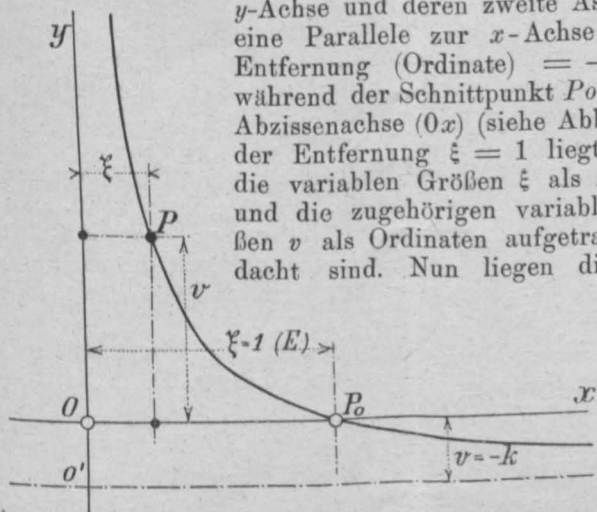 y-Achse und deren zweite As
eine Parallele zur x-Achse
Entfernung (Ordinate) = -
während der Schnittpunkt Po
Abzissenachse (0x) (siehe Abb
der Entfernung ξ = 1 liegt
die variablen Größen ξ als
und die zugehörigen variabl
ßen v als Ordinaten aufgetra
dacht sind. Nun liegen di
y
ξ
P
v
ξ=1 (E)
O
P₀
x
O'
v=-k